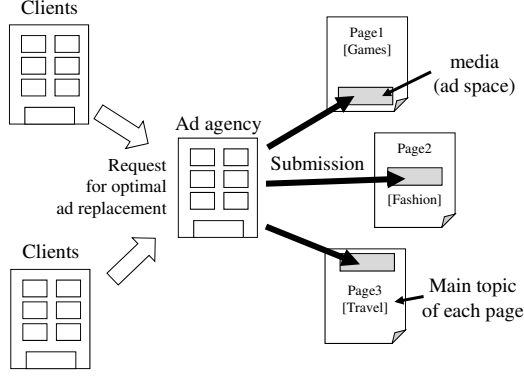 Clients
Page1
[Games]
media
(ad space)
Ad agency
Request
for optimal
ad replacement
Submission
Page2
[Fashion]
Clients
Page3
[Travel]
Main topic
of each page